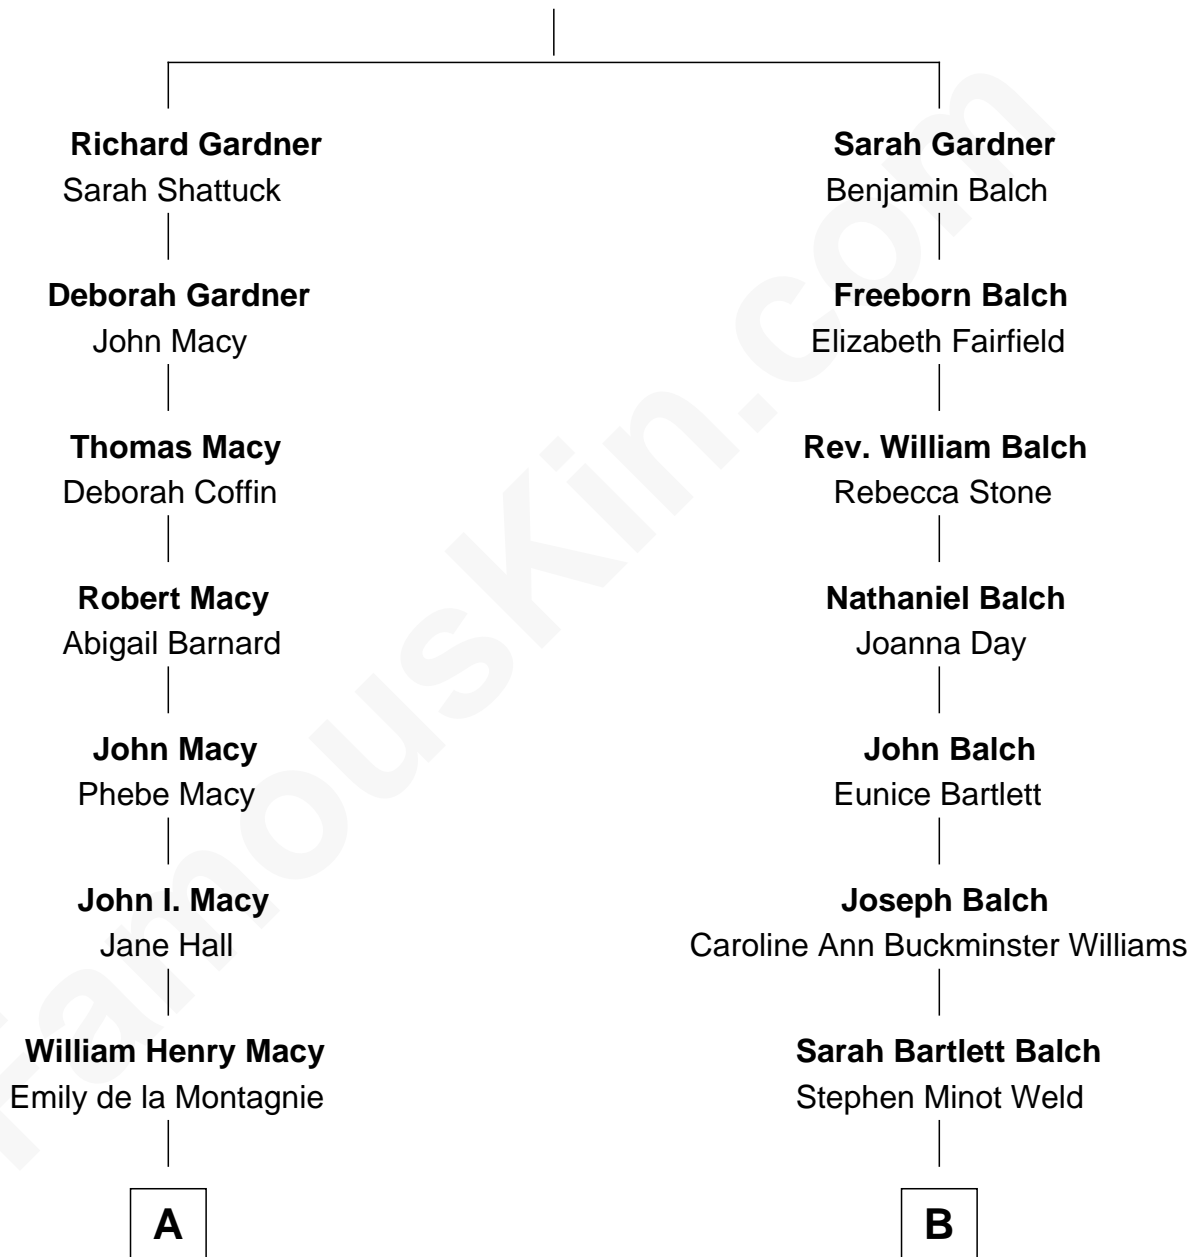 Richard Gardner
Sarah Shattuck
Deborah Gardner
John Macy
Thomas Macy
Deborah Coffin
Robert Macy
Abigail Barnard
John Macy
Phebe Macy
John I. Macy
Jane Hall
William Henry Macy
Emily de la Montagnie
A
Sarah Gardner
Benjamin Balch
Freeborn Balch
Elizabeth Fairfield
Rev. William Balch
Rebecca Stone
Nathaniel Balch
Joanna Day
John Balch
Eunice Bartlett
Joseph Balch
Caroline Ann Buckminster Williams
Sarah Bartlett Balch
Stephen Minot Weld
B
FamousKin.com